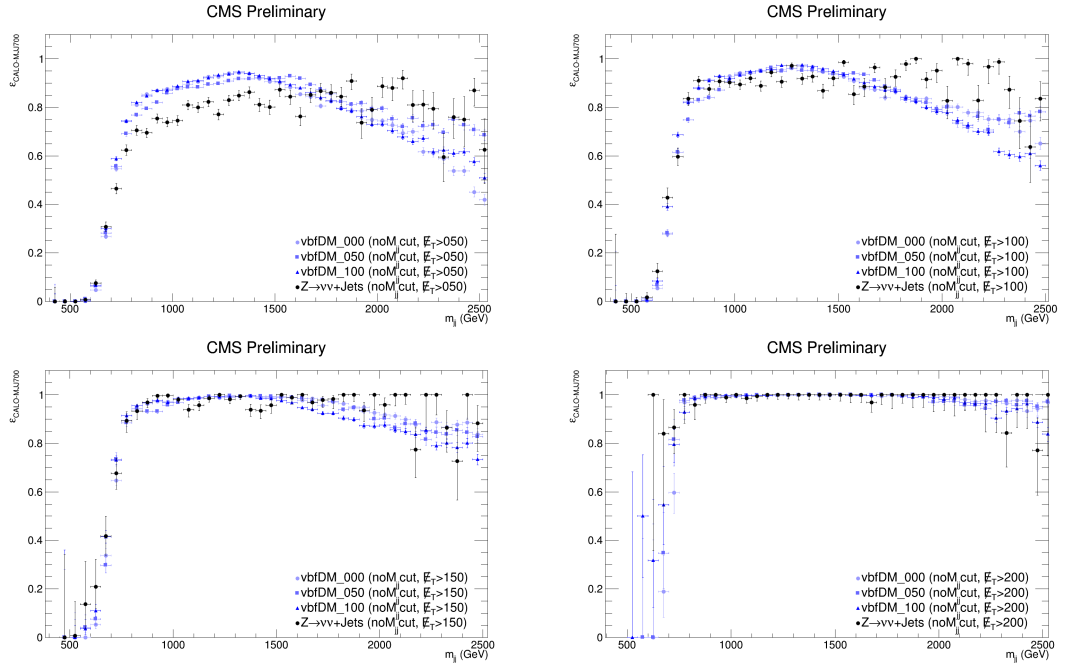 CMS Preliminary
ε_CALO-MJJ700
1
0.8
0.6
0.4
0.2
0
vbfDM_000 (noM_jj cut, E̸_T>050)
vbfDM_050 (noM_jj cut, E̸_T>050)
vbfDM_100 (noM_jj cut, E̸_T>050)
Z→νν+Jets (noM_jj cut, E̸_T>050)
500 1000 1500 2000 2500
m_jj (GeV)
CMS Preliminary
ε_CALO-MJJ700
1
0.8
0.6
0.4
0.2
0
vbfDM_000 (noM_jj cut, E̸_T>100)
vbfDM_050 (noM_jj cut, E̸_T>100)
vbfDM_100 (noM_jj cut, E̸_T>100)
Z→νν+Jets (noM_jj cut, E̸_T>100)
500 1000 1500 2000 2500
m_jj (GeV)
CMS Preliminary
ε_CALO-MJJ700
1
0.8
0.6
0.4
0.2
0
vbfDM_000 (noM_jj cut, E̸_T>150)
vbfDM_050 (noM_jj cut, E̸_T>150)
vbfDM_100 (noM_jj cut, E̸_T>150)
Z→νν+Jets (noM_jj cut, E̸_T>150)
500 1000 1500 2000 2500
m_jj (GeV)
CMS Preliminary
ε_CALO-MJJ700
1
0.8
0.6
0.4
0.2
0
vbfDM_000 (noM_jj cut, E̸_T>200)
vbfDM_050 (noM_jj cut, E̸_T>200)
vbfDM_100 (noM_jj cut, E̸_T>200)
Z→νν+Jets (noM_jj cut, E̸_T>200)
500 1000 1500 2000 2500
m_jj (GeV)